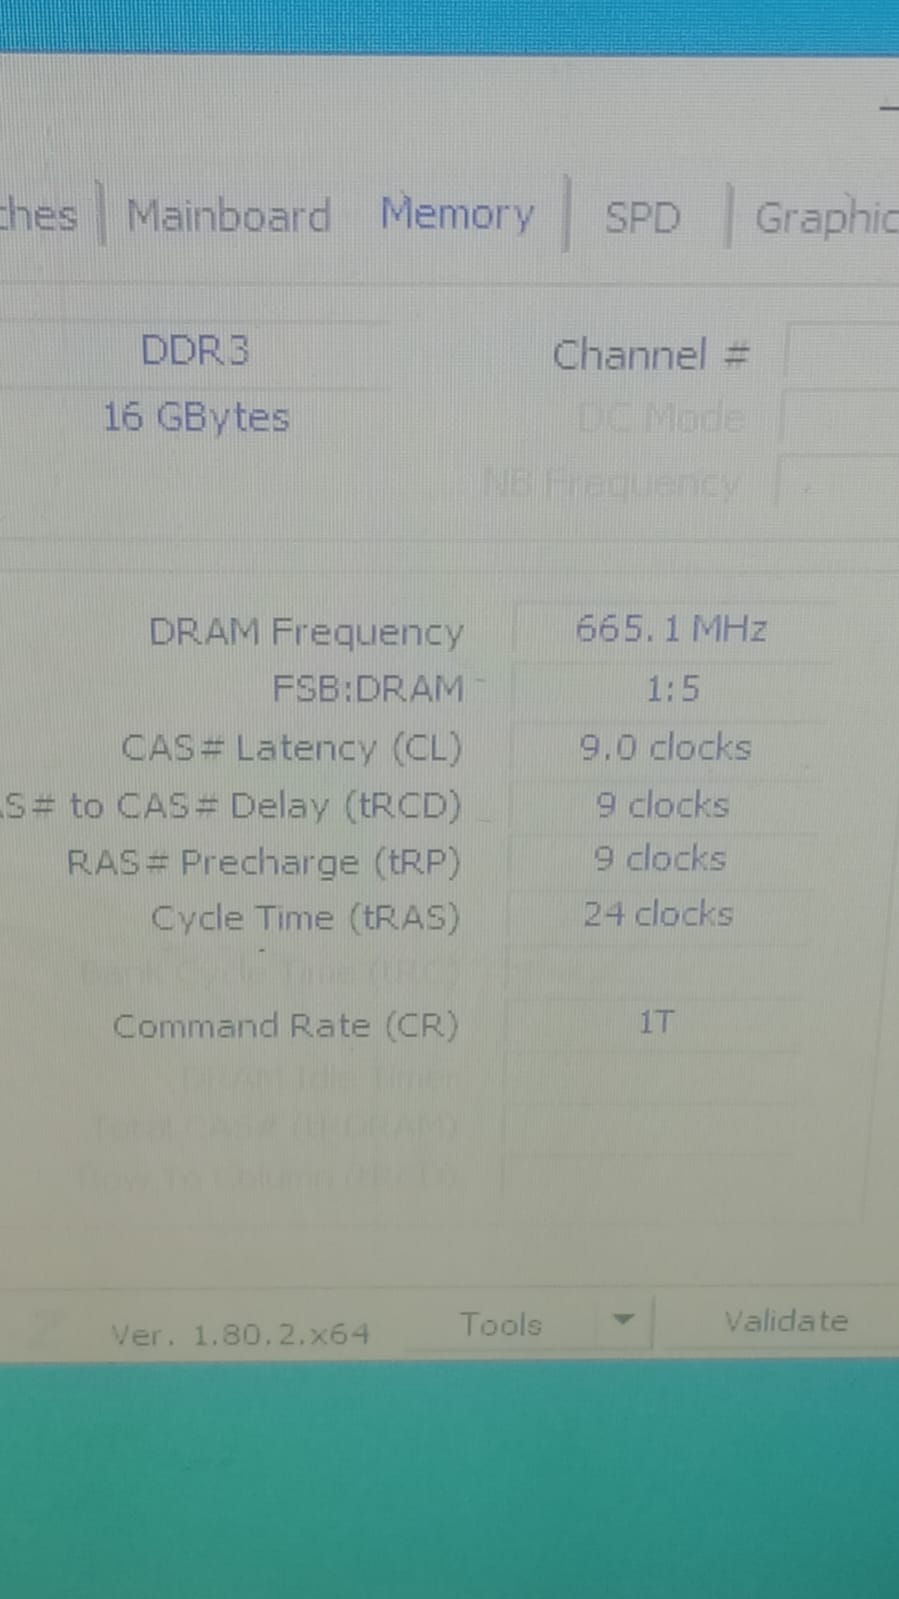 ches Mainboard Memory SPD Graphic
DDR3 Channel #
16 GBytes DC Mode
NB Frequency
DRAM Frequency 665.1 MHz
FSB:DRAM 1:5
CAS# Latency (CL) 9.0 clocks
AS# to CAS# Delay (tRCD) 9 clocks
RAS# Precharge (tRP) 9 clocks
Cycle Time (tRAS) 24 clocks
Bank Cycle Time (tRC)
Command Rate (CR) 1T
DRAM Idle Timer
Total CAS# (tRDRAM)
Row To Column (tRCD)
Ver. 1.80.2.x64 Tools Validate